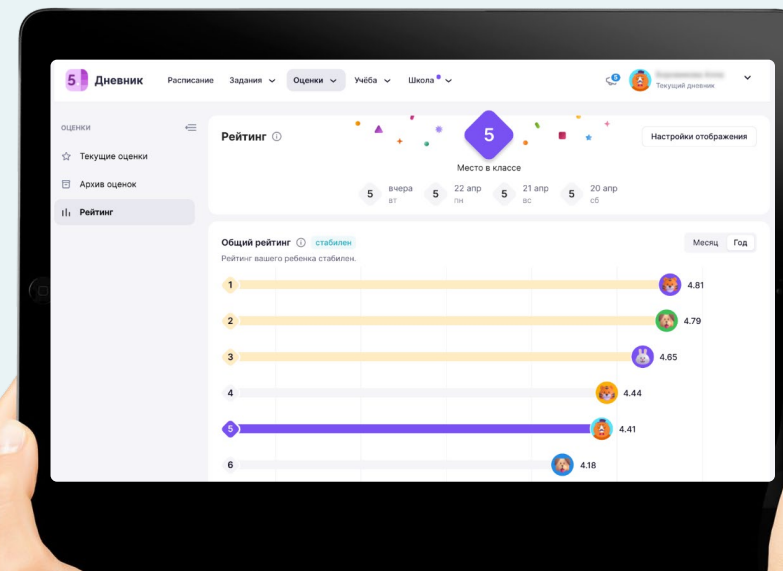 5 Дневник Расписание Задания Оценки Учёба Школа 5
Текущий дневник
ОЦЕНКИ
Текущие оценки
Архив оценок
Рейтинг
Рейтинг
5
Настройки отображения
Место в классе
5 вчера вт 5 22 апр пн 5 21 апр вс 5 20 апр сб
Общий рейтинг стабилен
Месяц Год
Рейтинг вашего ребенка стабилен.
1 4.81
2 4.79
3 4.65
4 4.44
5 4.41
6 4.18